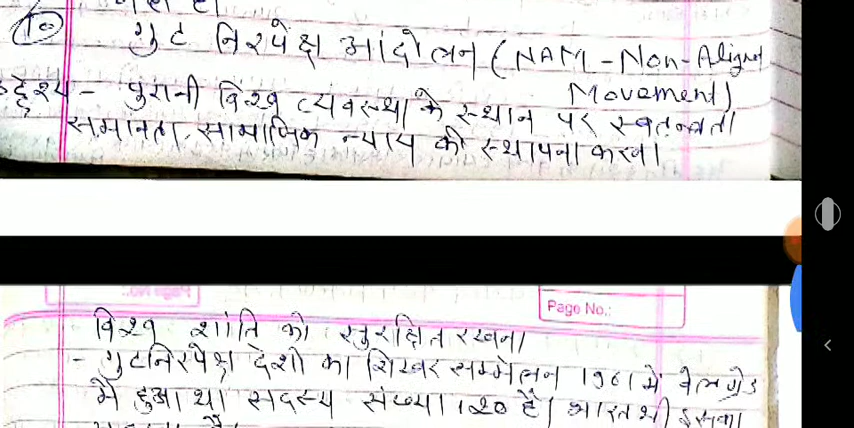 10
गुट निरपेक्ष आंदोलन (NAM - Non-Aligned
Movement)
उद्देश्य - पुरानी विश्व व्यवस्था के स्थान पर स्वतन्त्रता
समानता, सामाजिक न्याय की स्थापना करना।
Page No.:
विश्व शांति को सुरक्षित रखना।
- गुटनिरपेक्ष देशो का शिखर सम्मेलन 1961 में बेलग्रेड
में हुआ था सदस्य संख्या 120 है। भारत भी इसका